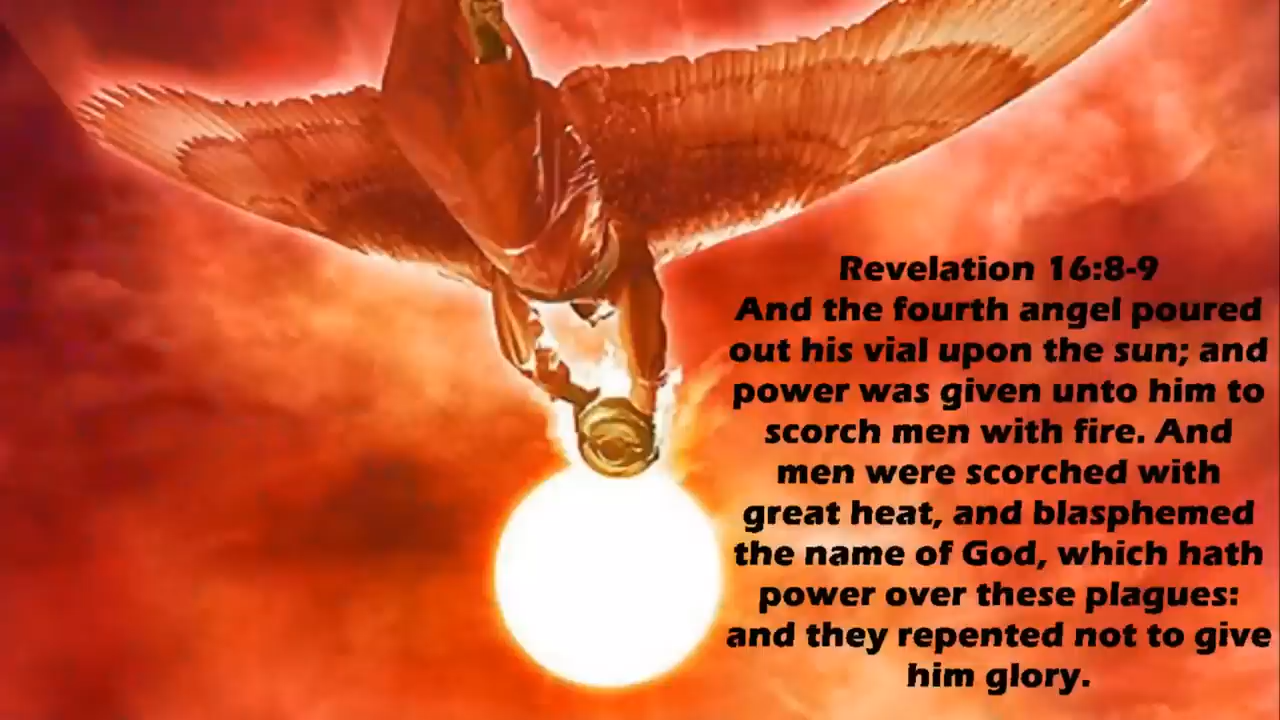 Revelation 16:8-9
And the fourth angel poured
out his vial upon the sun; and
power was given unto him to
scorch men with fire. And
men were scorched with
great heat, and blasphemed
the name of God, which hath
power over these plagues:
and they repented not to give
him glory.